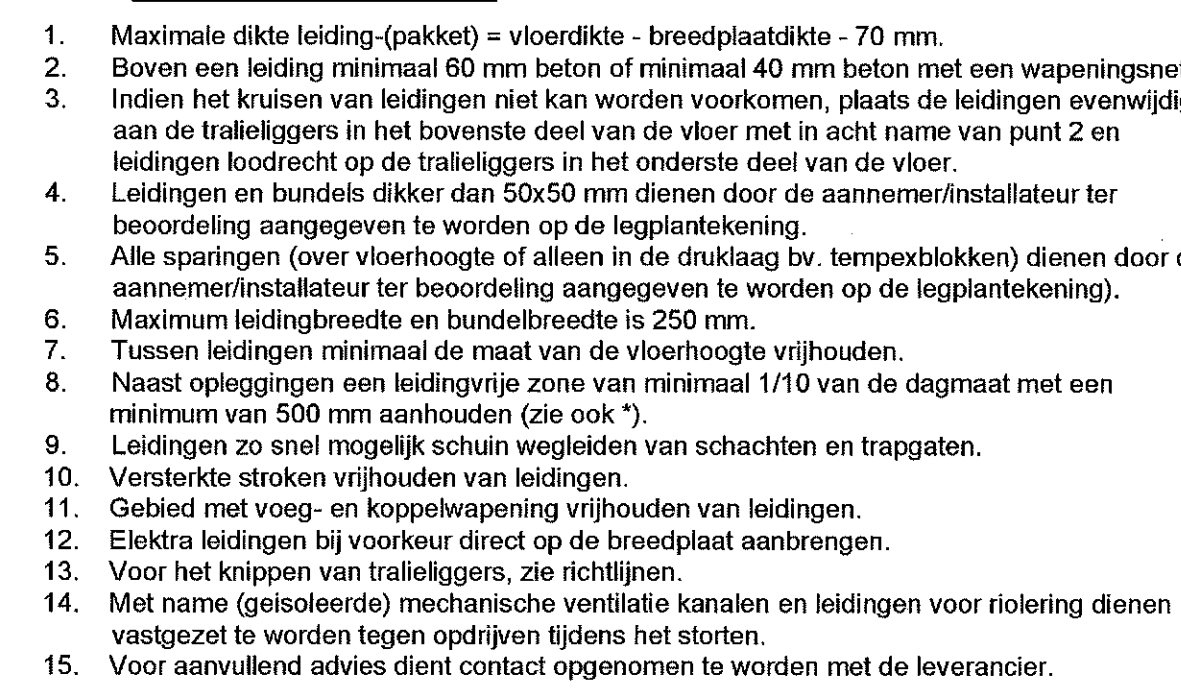 1. Maximale dikte leiding-(pakket) = vloerdikte - breedplaatdikte - 70 mm.
2. Boven een leiding minimaal 60 mm beton of minimaal 40 mm beton met een wapeningsnet
3. Indien het kruisen van leidingen niet kan worden voorkomen, plaats de leidingen evenwijdig
aan de tralieliggers in het bovenste deel van de vloer met in acht name van punt 2 en
leidingen loodrecht op de tralieliggers in het onderste deel van de vloer.
4. Leidingen en bundels dikker dan 50x50 mm dienen door de aannemer/installateur ter
beoordeling aangegeven te worden op de legplantekening.
5. Alle sparingen (over vloerhoogte of alleen in de druklaag bv. tempexblokken) dienen door
aannemer/installateur ter beoordeling aangegeven te worden op de legplantekening).
6. Maximum leidingbreedte en bundelbreedte is 250 mm.
7. Tussen leidingen minimaal de maat van de vloerhoogte vrijhouden.
8. Naast opleggingen een leidingvrije zone van minimaal 1/10 van de dagmaat met een
minimum van 500 mm aanhouden (zie ook *).
9. Leidingen zo snel mogelijk schuin wegleiden van schachten en trapgaten.
10. Versterkte stroken vrijhouden van leidingen.
11. Gebied met voeg- en koppelwapening vrijhouden van leidingen.
12. Elektra leidingen bij voorkeur direct op de breedplaat aanbrengen.
13. Voor het knippen van tralieliggers, zie richtlijnen.
14. Met name (geisoleerde) mechanische ventilatie kanalen en leidingen voor riolering dienen
vastgezet te worden tegen opdrijven tijdens het storten.
15. Voor aanvullend advies dient contact opgenomen te worden met de leverancier.